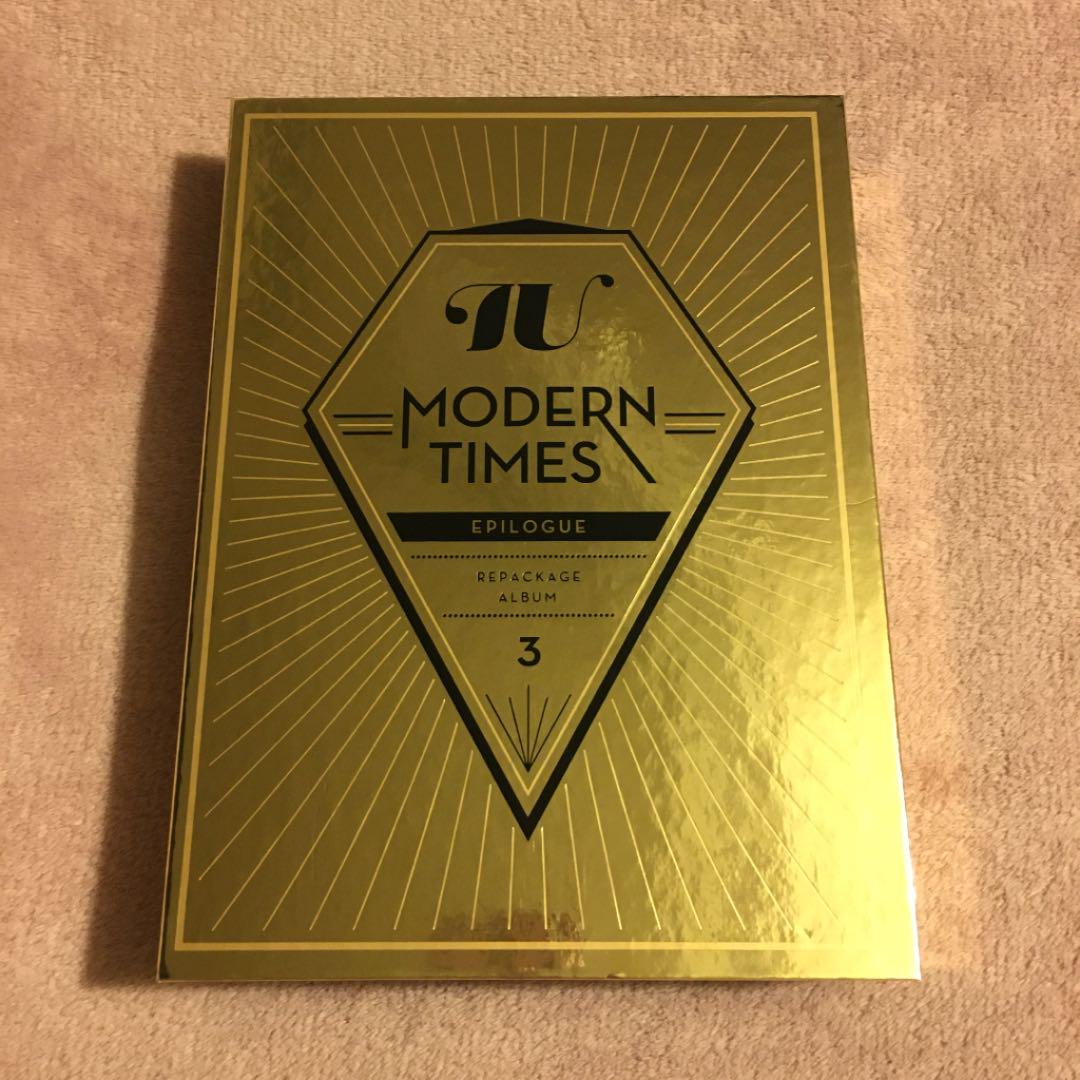 IU
MODERN
TIMES
EPILOGUE
REPACKAGE
ALBUM
3